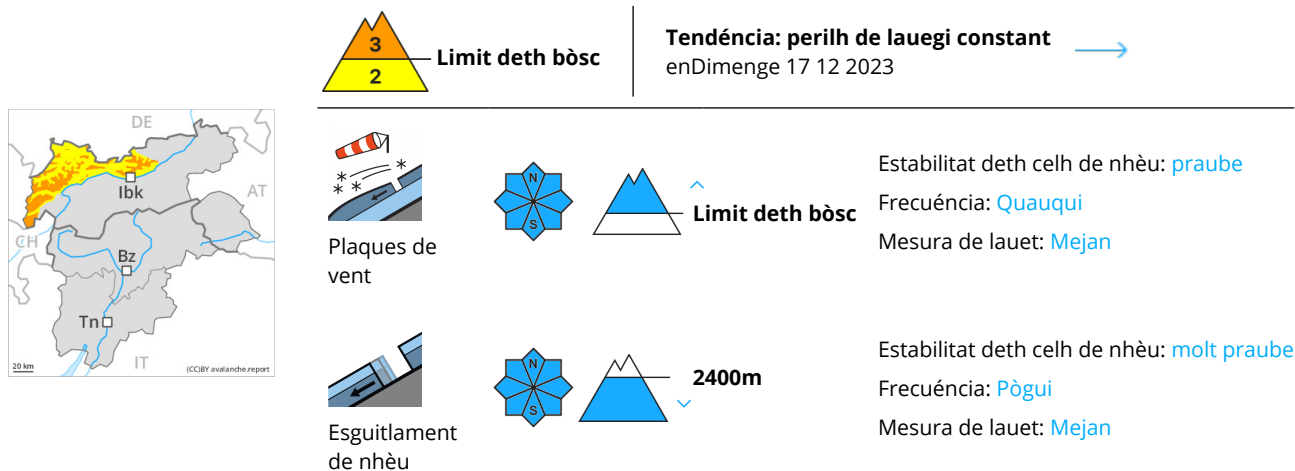 3
2
Limit deth bòsc
Tendéncia: perilh de lauegi constant
enDimenge 17 12 2023
DE
Ibk
AT
CH
Bz
Tn
IT
20 km
(CC)BY avalanche.report
N
S
Limit deth bòsc
Plaques de
vent
Estabilitat deth celh de nhèu: praube
Frecuéncia: Quauqui
Mesura de lauet: Mejan
N
S
2400m
Esguitlament
de nhèu
Estabilitat deth celh de nhèu: molt praube
Frecuéncia: Pògui
Mesura de lauet: Mejan